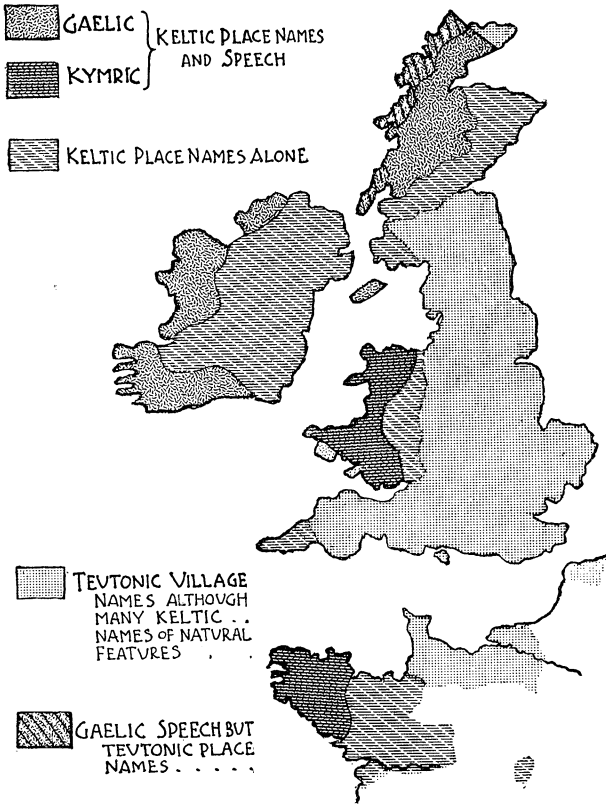 GAELIC
KYMRIC
KELTIC PLACE NAMES
AND SPEECH
KELTIC PLACE NAMES ALONE
TEUTONIC VILLAGE
NAMES ALTHOUGH
MANY KELTIC . .
NAMES OF NATURAL
FEATURES . .
GAELIC SPEECH BUT
TEUTONIC PLACE
NAMES . . . . .